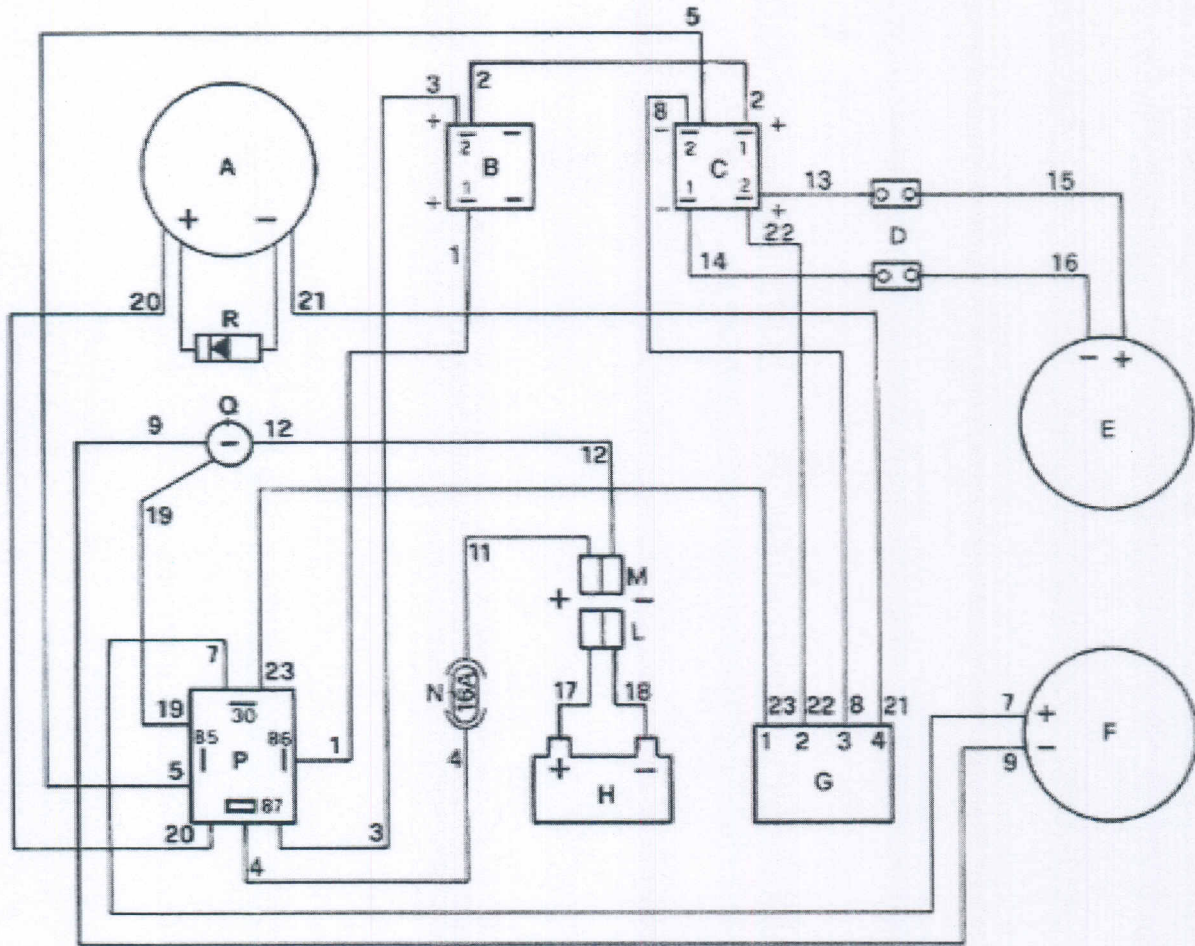 5
3 2 2
8
+ - +
2 - 2 1
A B C
1 - 1 2
+ - +
13 15
D
22
1 14 16
+ -
20 21
R
- +
Q
9 - 12
12
E
19
11
M
+ -
L
7 23
N 16A 17 18
19 30
23 22 8 21
7
85 86
1 2 3 4
+
P 1
F
5
4
+ -
-
H G
9
87
20 3
4